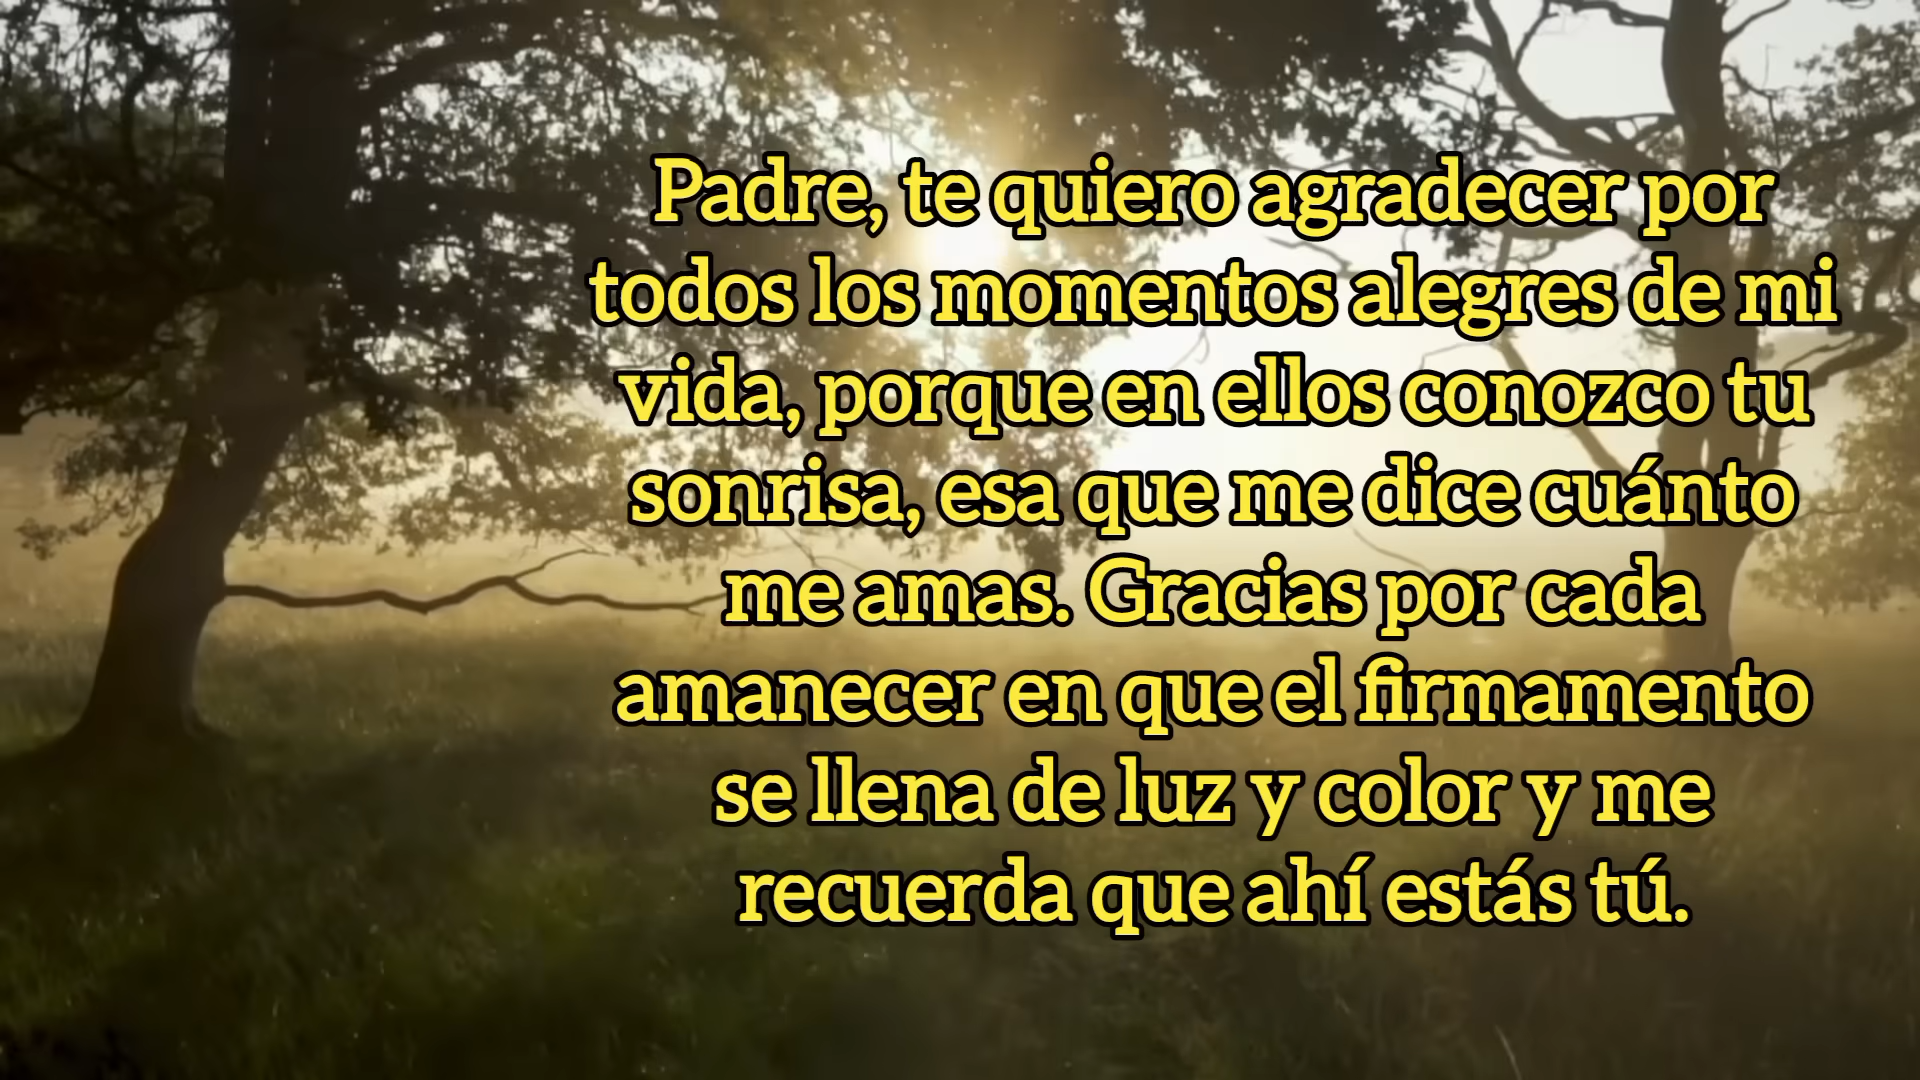 Padre, te quiero agradecer por
todos los momentos alegres de mi
vida, porque en ellos conozco tu
sonrisa, esa que me dice cuánto
me amas. Gracias por cada
amanecer en que el firmamento
se llena de luz y color y me
recuerda que ahí estás tú.